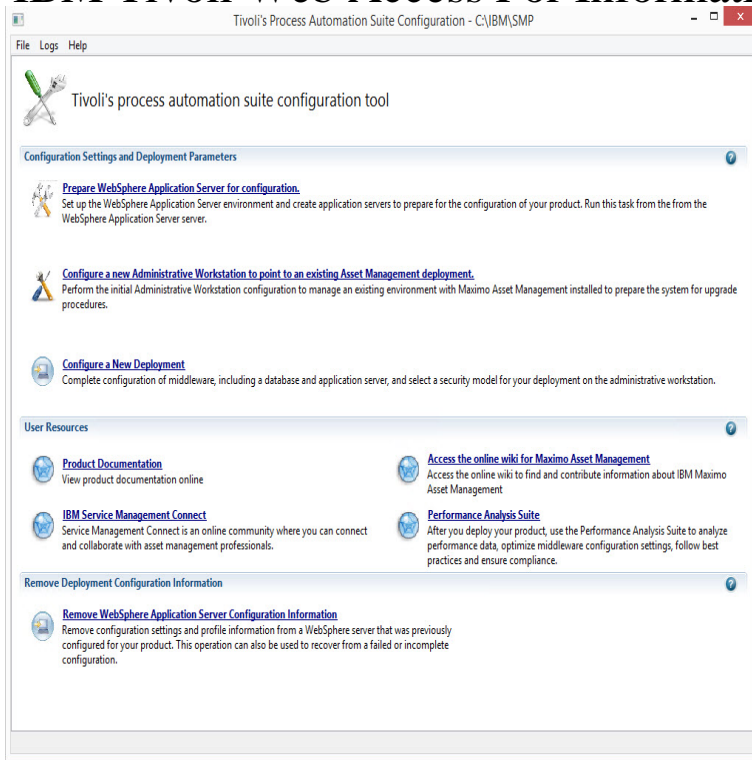 IBM Tivoli Web Access For Informati
Tivoli's Process Automation Suite Configuration - C:\IBM\SMP
File Logs Help
Tivoli's process automation suite configuration tool
Configuration Settings and Deployment Parameters
Prepare WebSphere Application Server for configuration.
Set up the WebSphere Application Server environment and create application servers to prepare for the configuration of your product. Run this task from the from the
WebSphere Application Server server.
Configure a new Administrative Workstation to point to an existing Asset Management deployment.
Perform the initial Administrative Workstation configuration to manage an existing environment with Maximo Asset Management installed to prepare the system for upgrade
procedures.
Configure a New Deployment
Complete configuration of middleware, including a database and application server, and select a security model for your deployment on the administrative workstation.
User Resources
Product Documentation
View product documentation online
Access the online wiki for Maximo Asset Management
Access the online wiki to find and contribute information about IBM Maximo
Asset Management
IBM Service Management Connect
Service Management Connect is an online community where you can connect
and collaborate with asset management professionals.
Performance Analysis Suite
After you deploy your product, use the Performance Analysis Suite to analyze
performance data, optimize middleware configuration settings, follow best
practices and ensure compliance.
Remove Deployment Configuration Information
Remove WebSphere Application Server Configuration Information
Remove configuration settings and profile information from a WebSphere server that was previously
configured for your product. This operation can also be used to recover from a failed or incomplete
configuration.